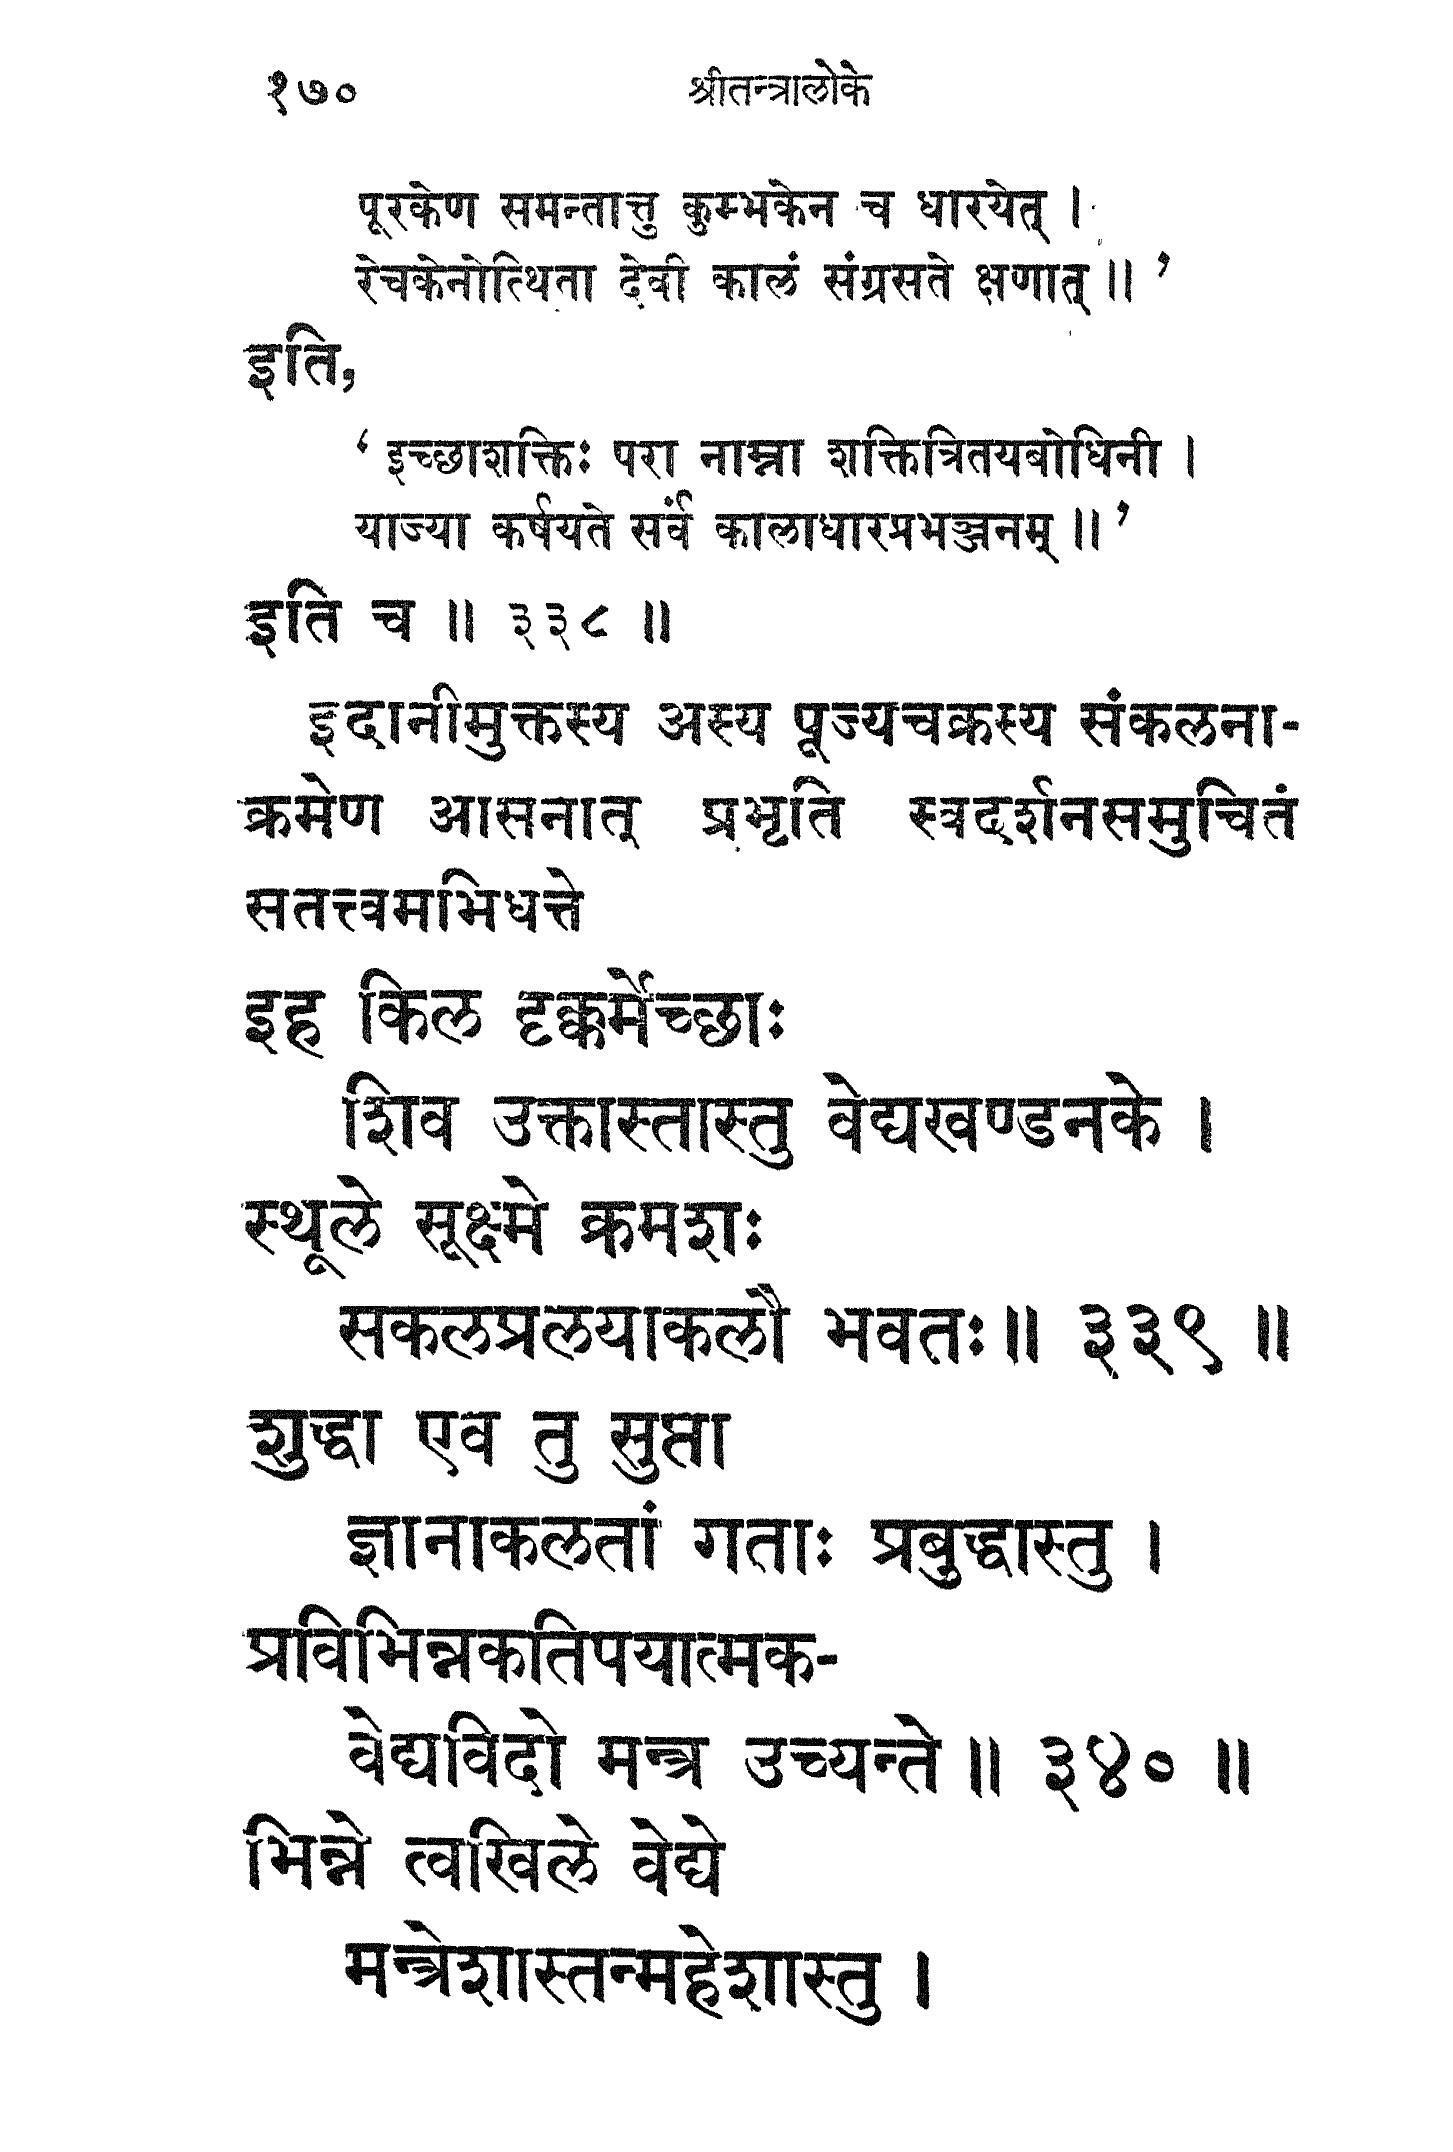 १७० श्रीतन्त्रालोके
पूरकेण समन्तात्तु कुम्भकेन च धारयेत् ।
रेचकेनोत्थिता देवी कालं संग्रसते क्षणात् ॥ ’
इति,
‘ इच्छाशक्तिः परा नाम्ना शक्तित्रितयबोधिनी ।
याज्या कर्षयते सर्वं कालाधारप्रभञ्जनम् ॥ ’
इति च ॥ ३३८ ॥
इदानीमुक्तस्य अस्य पूज्यचक्रस्य संकलना-
क्रमेण आसनात् प्रभृति स्वदर्शनसमुचितं
सतत्त्वमभिधत्ते
इह किल दृक्कर्मेच्छाः
शिव उक्तास्तास्तु वेद्यखण्डनके ।
स्थूले सूक्ष्मे क्रमशः
सकलप्रलयाकलौ भवतः ॥ ३३९ ॥
शुद्धा एव तु सुप्ता
ज्ञानाकलतां गताः प्रबुद्धास्तु ।
प्रविभिन्नकतिपयात्मक-
वेद्यविदो मन्त्र उच्यन्ते ॥ ३४० ॥
भिन्ने त्वखिले वेद्ये
मन्त्रेशास्तन्महेशास्तु ।